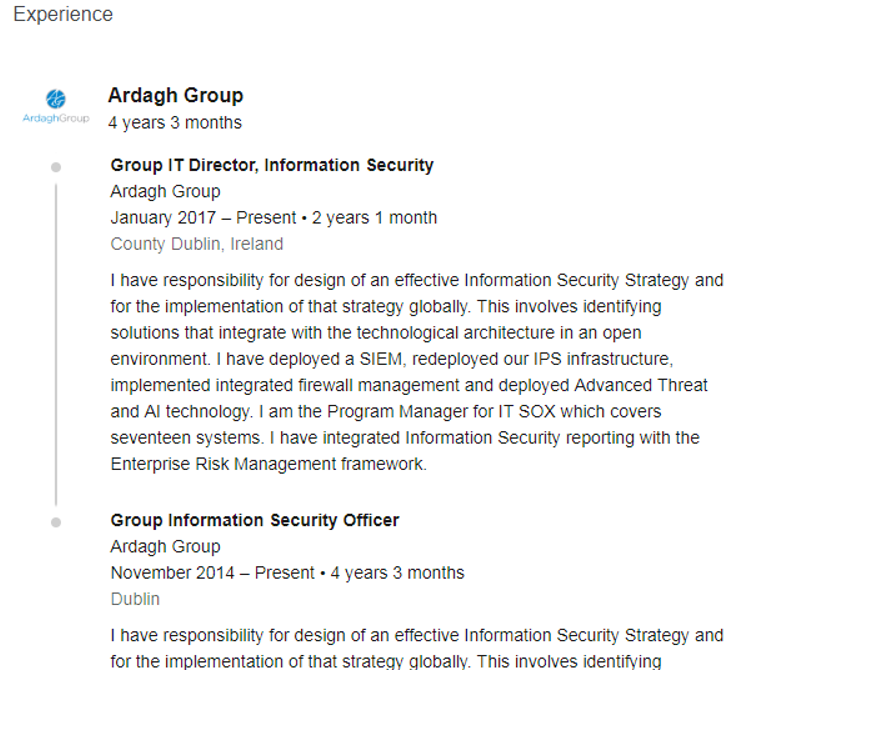 Experience
Ardagh Group
ArdaghGroup
4 years 3 months
Group IT Director, Information Security
Ardagh Group
January 2017 – Present • 2 years 1 month
County Dublin, Ireland
I have responsibility for design of an effective Information Security Strategy and
for the implementation of that strategy globally. This involves identifying
solutions that integrate with the technological architecture in an open
environment. I have deployed a SIEM, redeployed our IPS infrastructure,
implemented integrated firewall management and deployed Advanced Threat
and AI technology. I am the Program Manager for IT SOX which covers
seventeen systems. I have integrated Information Security reporting with the
Enterprise Risk Management framework.
Group Information Security Officer
Ardagh Group
November 2014 – Present • 4 years 3 months
Dublin
I have responsibility for design of an effective Information Security Strategy and
for the implementation of that strategy globally. This involves identifying